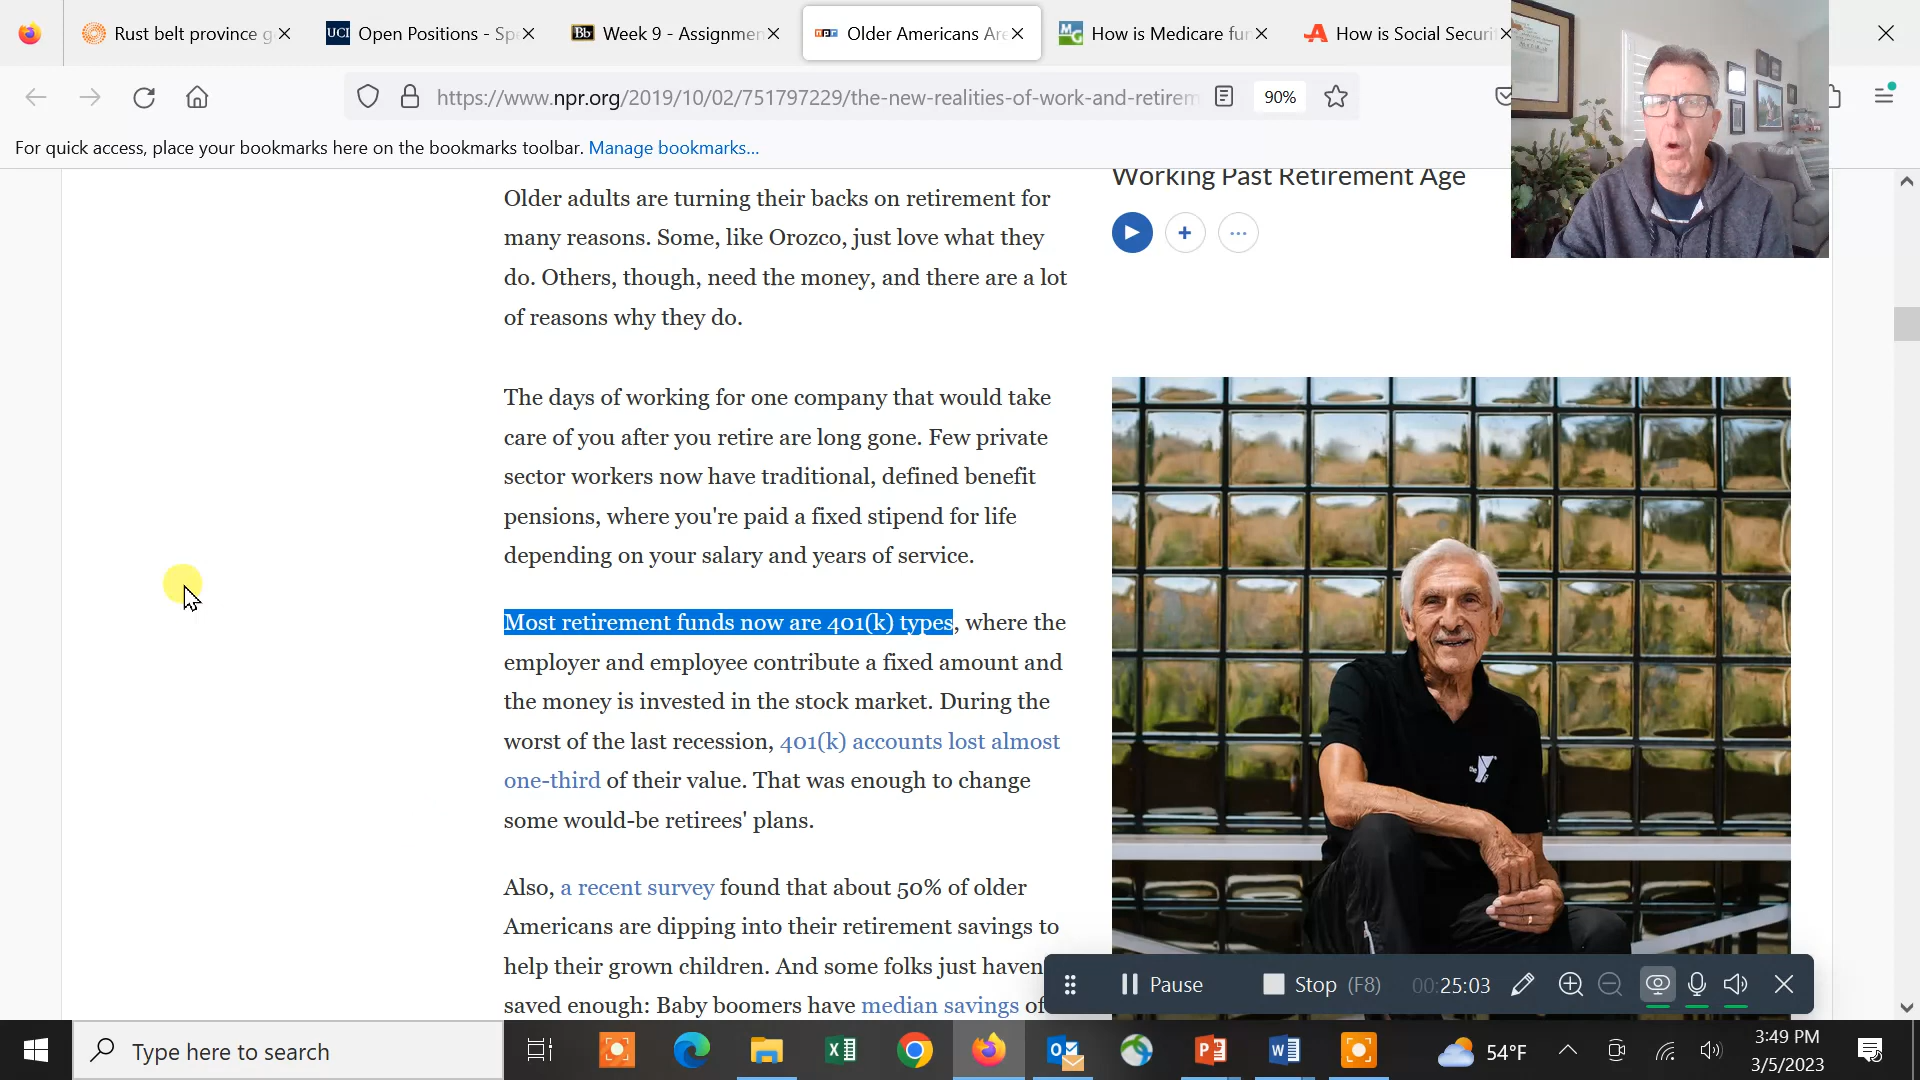 Rust belt province g
UCI Open Positions - Sp
Bb Week 9 - Assignmen
npr Older Americans Are
MG How is Medicare fun
How is Social Securi
https://www.npr.org/2019/10/02/751797229/the-new-realities-of-work-and-retirem
90%
For quick access, place your bookmarks here on the bookmarks toolbar. Manage bookmarks...
Working Past Retirement Age
Older adults are turning their backs on retirement for
many reasons. Some, like Orozco, just love what they
do. Others, though, need the money, and there are a lot
of reasons why they do.
The days of working for one company that would take
care of you after you retire are long gone. Few private
sector workers now have traditional, defined benefit
pensions, where you're paid a fixed stipend for life
depending on your salary and years of service.
Most retirement funds now are 401(k) types, where the
employer and employee contribute a fixed amount and
the money is invested in the stock market. During the
worst of the last recession, 401(k) accounts lost almost
one-third of their value. That was enough to change
some would-be retirees' plans.
Also, a recent survey found that about 50% of older
Americans are dipping into their retirement savings to
help their grown children. And some folks just haven
saved enough: Baby boomers have median savings of
Pause
Stop (F8)
00:25:03
Type here to search
54°F
3:49 PM
3/5/2023